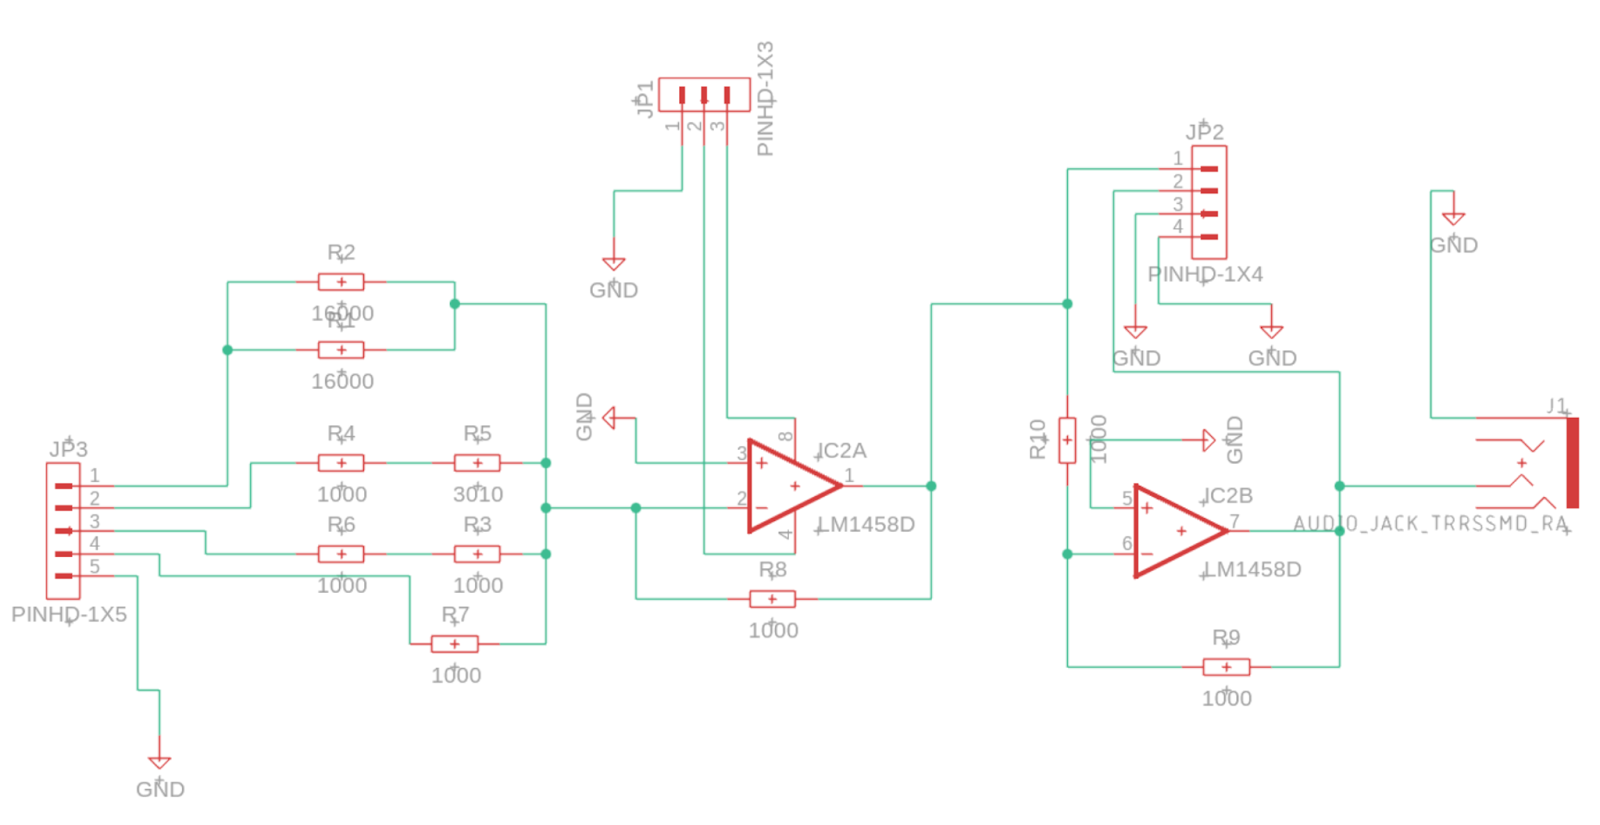 JP1
PINHD-1X3
1
2
3
GND
JP2
1
2
3
4
PINHD-1X4
GND
GND
GND
R2
16000
R1
16000
GND
R4
1000
R5
3010
JP3
1
2
3
4
5
PINHD-1X5
R6
1000
R3
1000
R7
1000
GND
3
2
8
4
1
IC2A
LM1458D
R8
1000
R10
1000
GND
5
6
7
IC2B
LM1458D
R9
1000
J1
AUDIO_JACK_TRRSSMD_RA